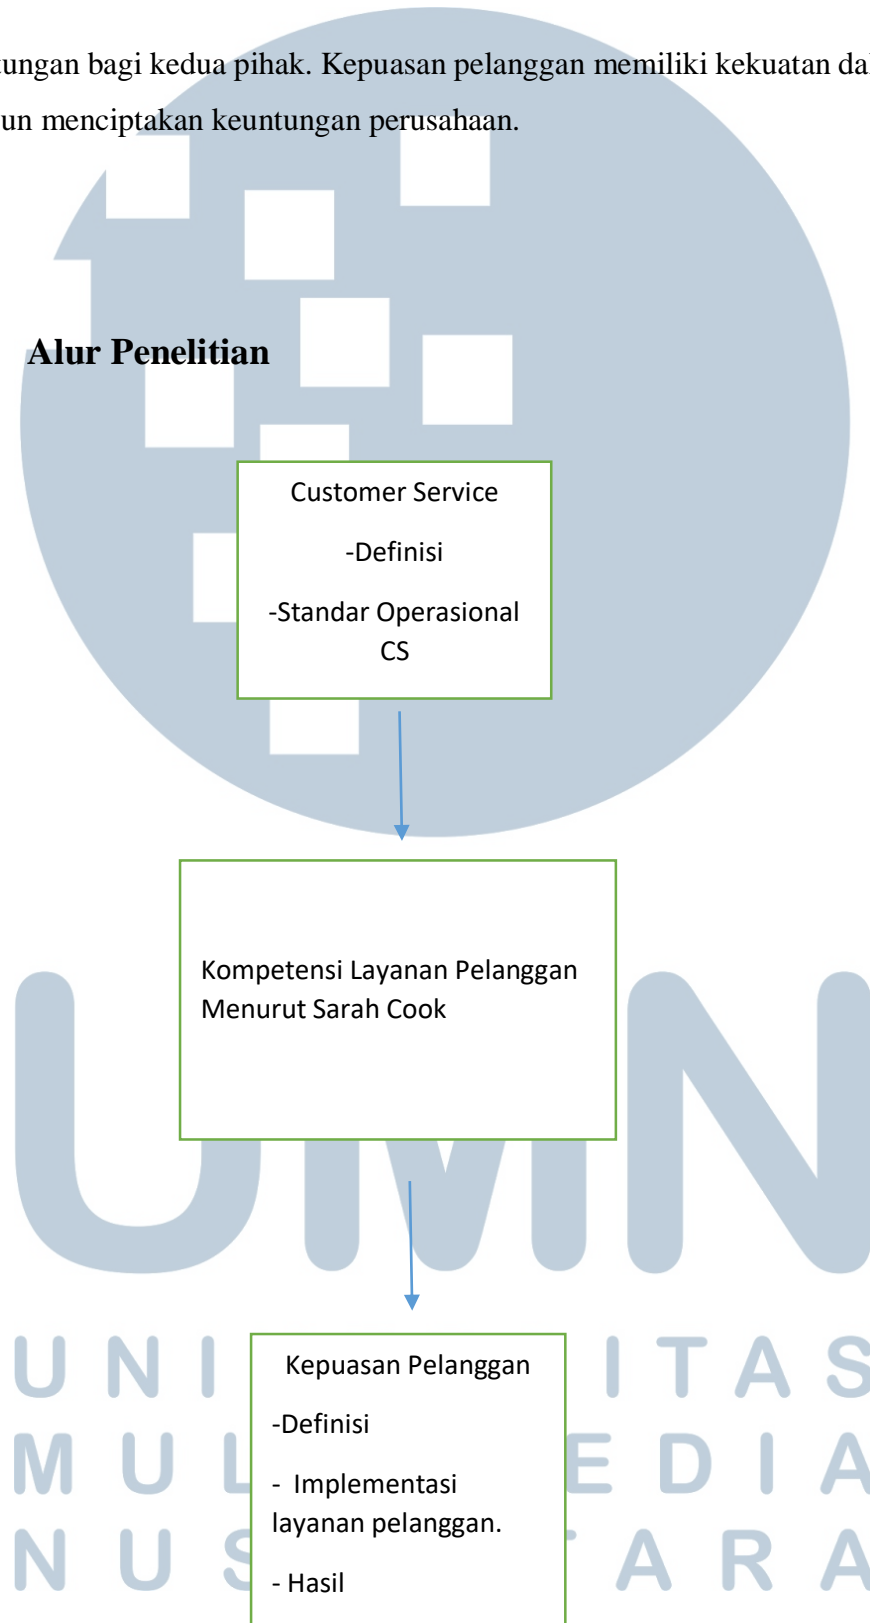 tungan bagi kedua pihak. Kepuasan pelanggan memiliki kekuatan dal
un menciptakan keuntungan perusahaan.
Alur Penelitian
Customer Service
-Definisi
-Standar Operasional
CS
Kompetensi Layanan Pelanggan
Menurut Sarah Cook
UMN
Kepuasan Pelanggan
-Definisi
- Implementasi
layanan pelanggan.
- Hasil
U N I I T A S
M U L E D I A
N U S T A R A